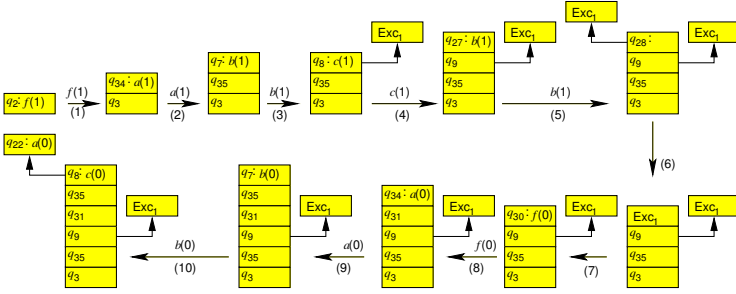 Exc₁ Exc₁ Exc₁ Exc₁
q₂: f(1) f(1) (1) q₃₄: a(1) a(1) (2) q₇: b(1) b(1) (3) q₈: c(1) c(1) (4) q₂₇: b(1) b(1) (5) q₂₈:
q₃ q₃₅ q₃ q₃₅ q₃ q₉ q₃₅ q₃ q₉ q₃₅ q₃
(6)
q₂₂: a(0)
q₈: c(0) q₇: b(0) q₃₄: a(0) q₃₀: f(0) Exc₁
q₃₅ q₃₅ q₃₁ q₉ q₉
q₃₁ Exc₁ q₃₁ Exc₁ q₉ Exc₁ q₃₅ Exc₁ q₃₅ Exc₁
q₉ q₉ q₃₅ q₃ q₃
q₃₅ b(0) (10) q₃₅ a(0) (9) q₃ f(0) (8) (7)
q₃ q₃